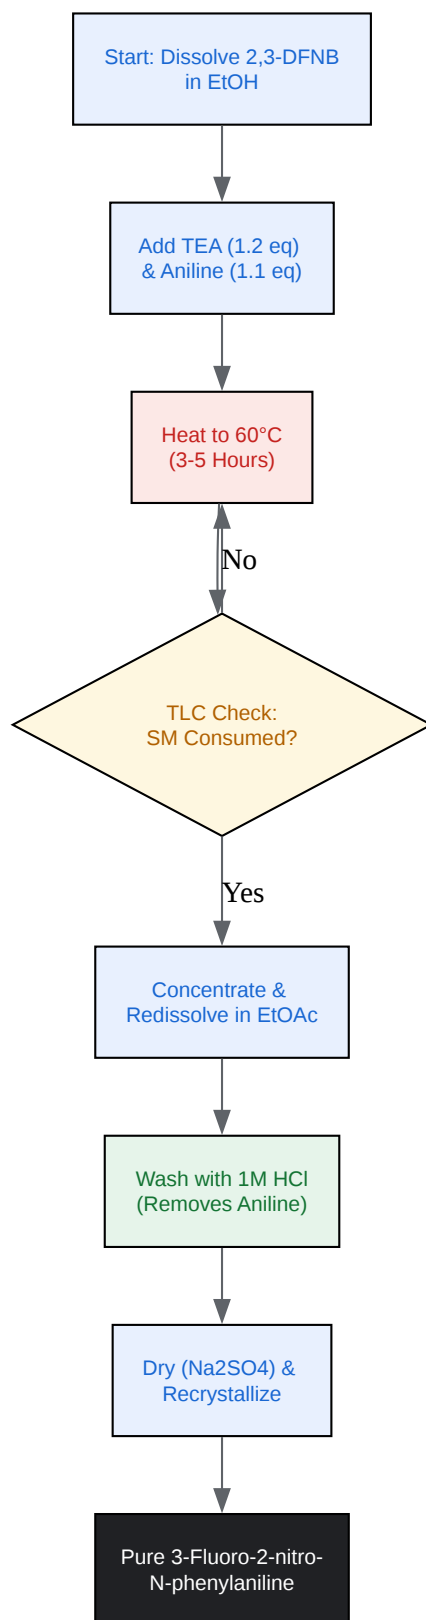 Start: Dissolve 2,3-DFNB
in EtOH
Add TEA (1.2 eq)
& Aniline (1.1 eq)
Heat to 60°C
(3-5 Hours)
No
TLC Check:
SM Consumed?
Yes
Concentrate &
Redissolve in EtOAc
Wash with 1M HCl
(Removes Aniline)
Dry (Na2SO4) &
Recrystallize
Pure 3-Fluoro-2-nitro-
N-phenylaniline